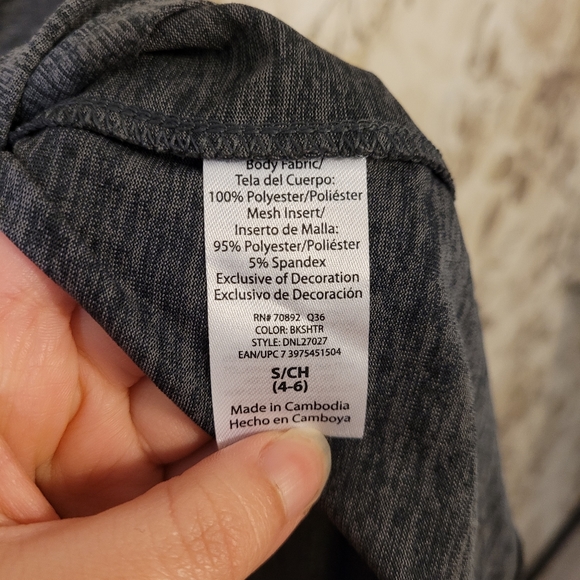 Body Fabric/
Tela del Cuerpo:
100% Polyester/Poliéster
Mesh Insert/
Inserto de Malla:
95% Polyester/Poliéster
5% Spandex
Exclusive of Decoration
Exclusivo de Decoración
RN# 70892 Q36
COLOR: BKSHTR
STYLE: DNL27027
EAN/UPC 7 3975451504
S/CH
(4-6)
Made in Cambodia
Hecho en Camboya